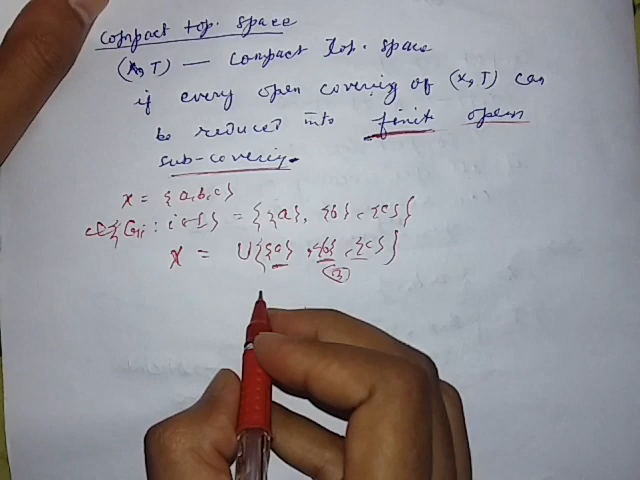 compact top. space
(X, T) — compact top. space
if every open covering of (X, T) can
be reduced into finite open
sub-covering.
X = {a, b, c}
: i ∈ I} = {{a}, {b}, {c}}
X = U{{a}, {b}, {c}}